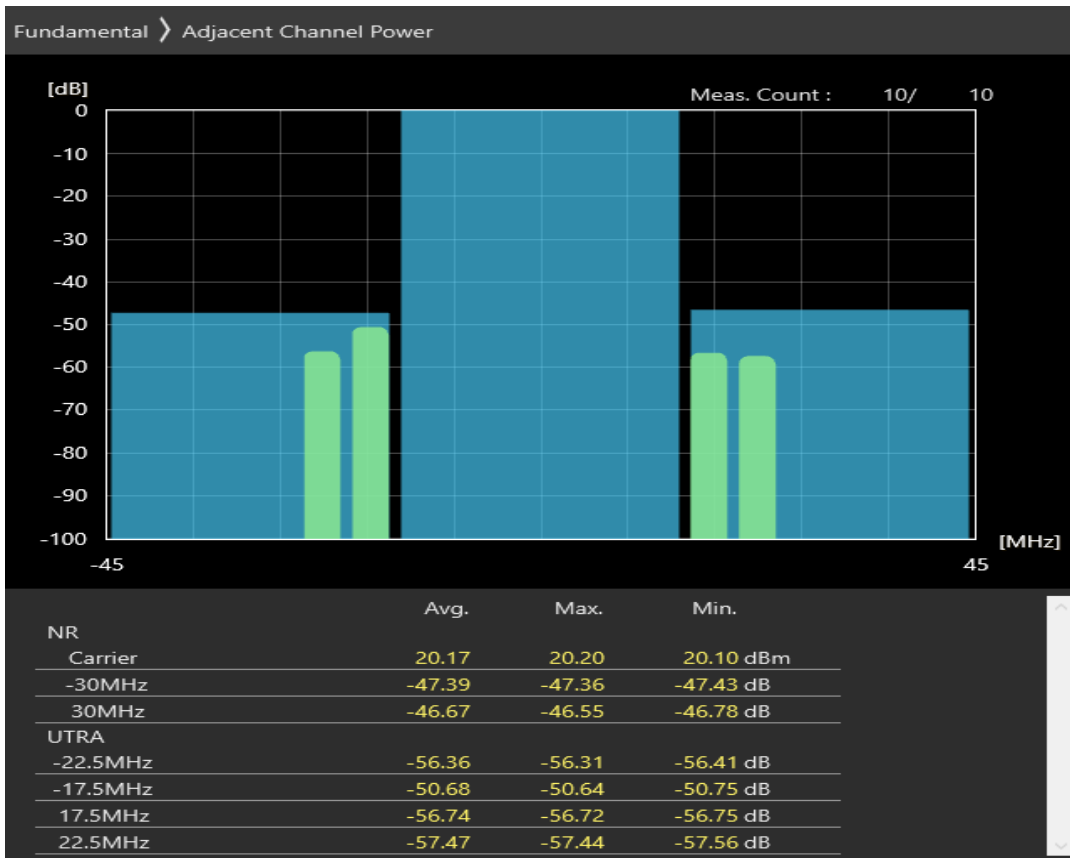 Fundamental 〉 Adjacent Channel Power
[dB]
Meas. Count : 10/ 10
0
-10
-20
-30
-40
-50
-60
-70
-80
-90
-100
[MHz]
-45 45
Avg. Max. Min.
NR
Carrier 20.17 20.20 20.10 dBm
-30MHz -47.39 -47.36 -47.43 dB
30MHz -46.67 -46.55 -46.78 dB
UTRA
-22.5MHz -56.36 -56.31 -56.41 dB
-17.5MHz -50.68 -50.64 -50.75 dB
17.5MHz -56.74 -56.72 -56.75 dB
22.5MHz -57.47 -57.44 -57.56 dB